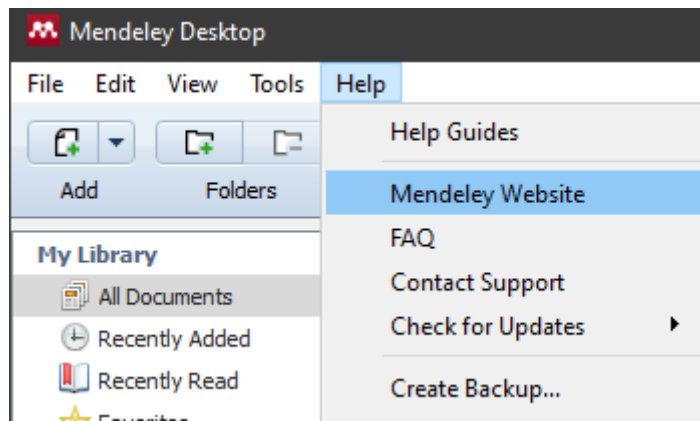 Mendeley Desktop
File Edit View Tools Help
Add
Folders
My Library
All Documents
Recently Added
Recently Read
Favorites
Help Guides
Mendeley Website
FAQ
Contact Support
Check for Updates
Create Backup...